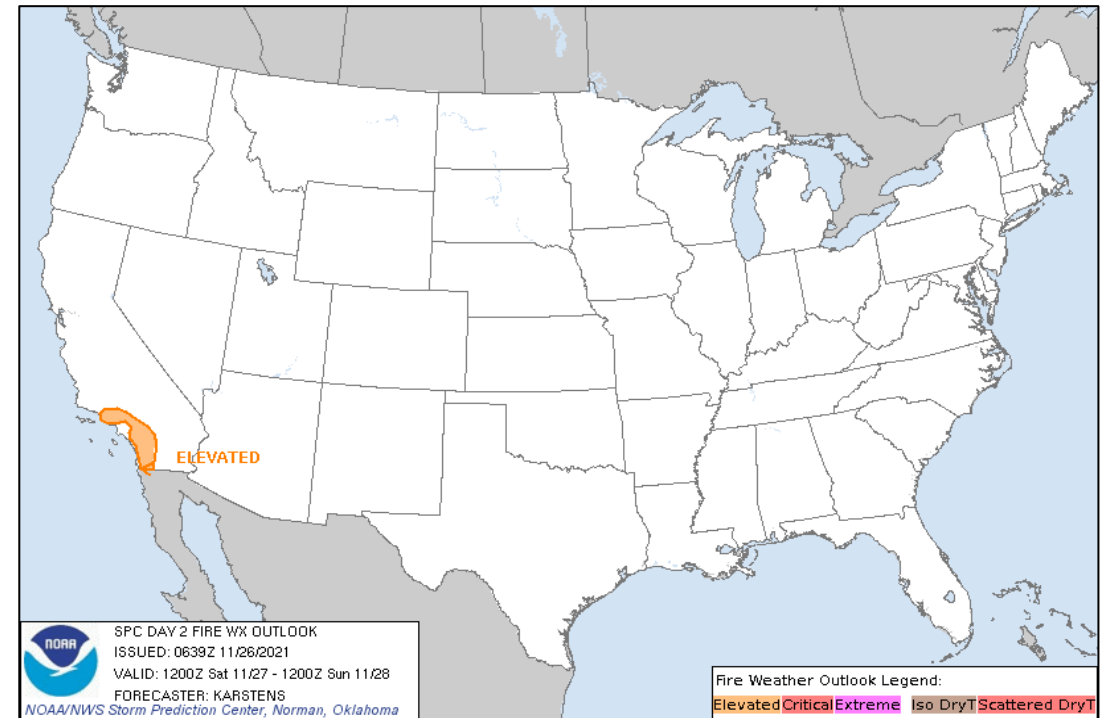 ELEVATED
NOAA
SPC DAY 2 FIRE WX OUTLOOK
ISSUED: 0639Z 11/26/2021
VALID: 1200Z Sat 11/27 - 1200Z Sun 11/28
FORECASTER: KARSTENS
NOAA/NWS Storm Prediction Center, Norman, Oklahoma
Fire Weather Outlook Legend:
Elevated Critical Extreme Iso DryT Scattered DryT